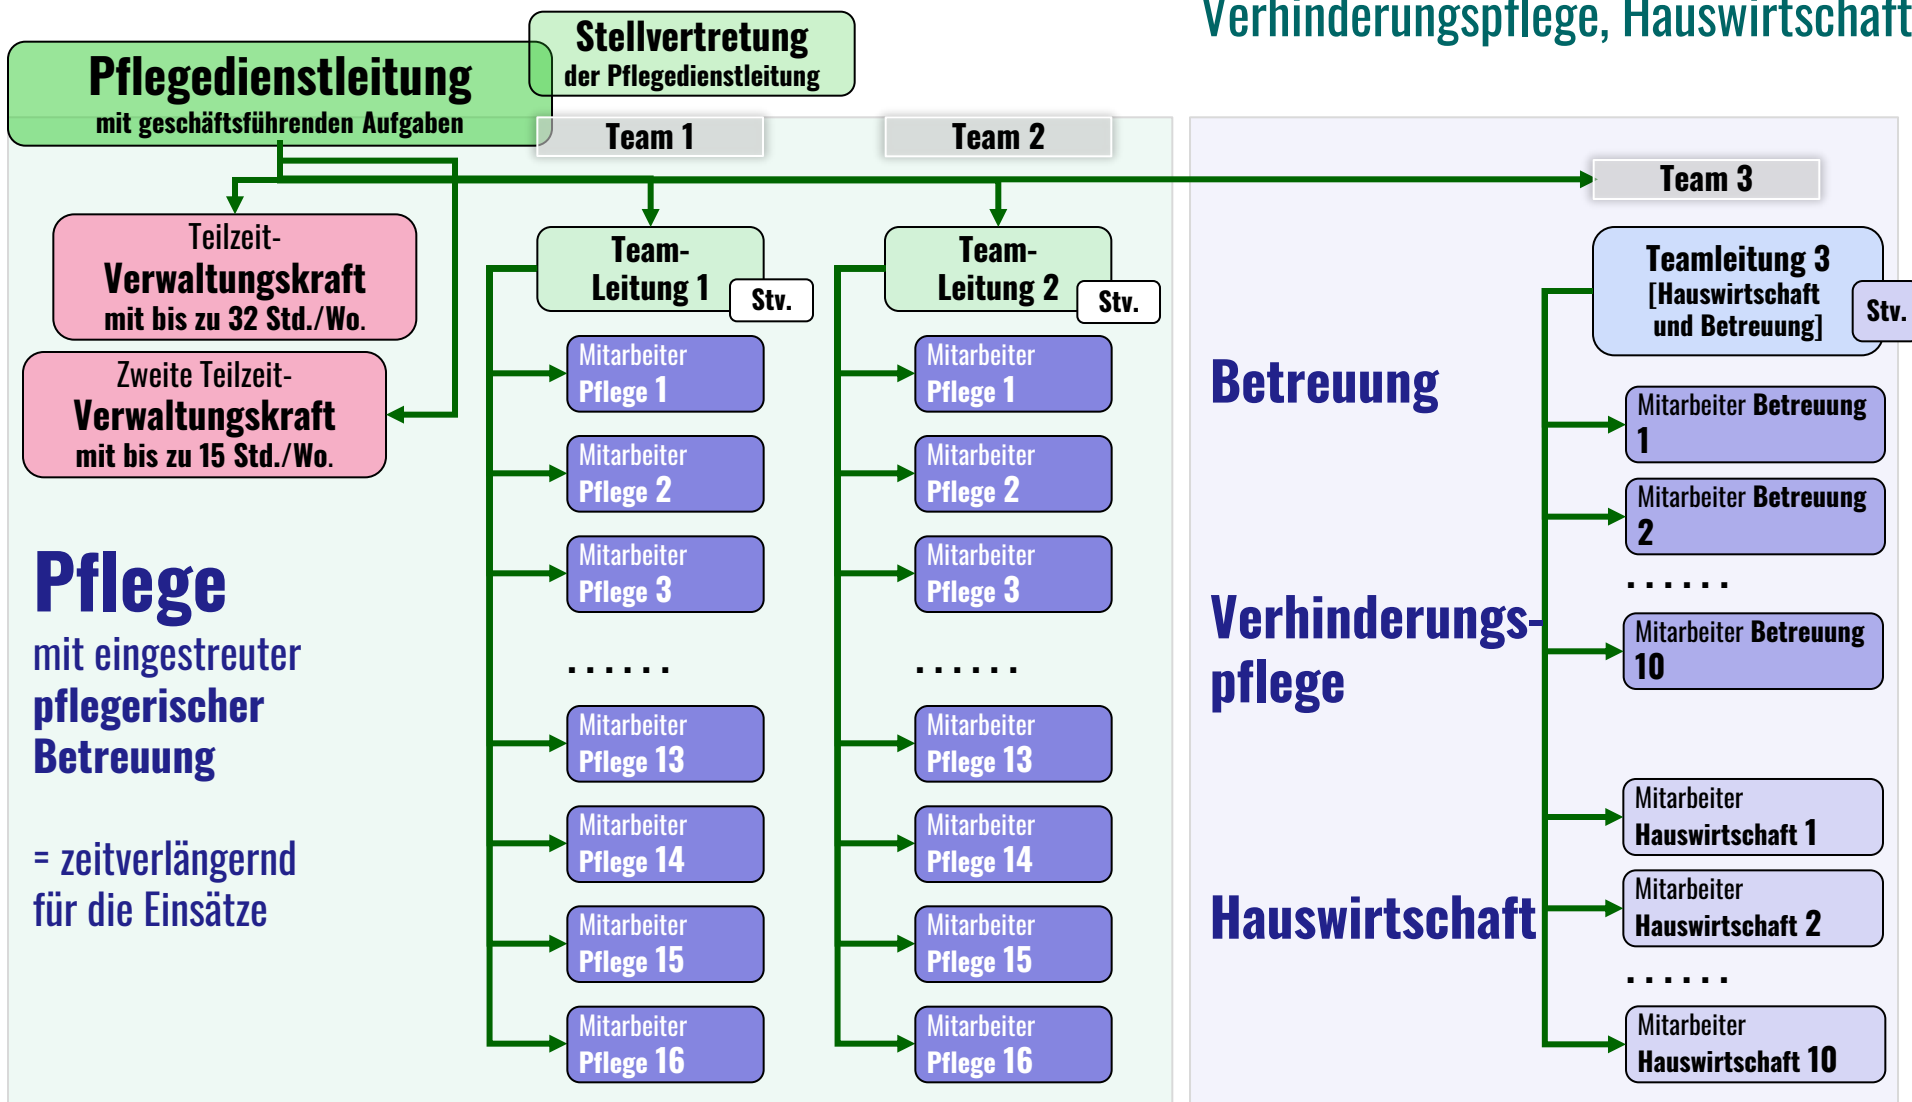 Verhinderungspflege, Hauswirtschaft
Stellvertretung
der Pflegedienstleitung
Pflegedienstleitung
mit geschäftsführenden Aufgaben
Team 1
Team 2
Team 3
Teilzeit-
Verwaltungskraft
mit bis zu 32 Std./Wo.
Zweite Teilzeit-
Verwaltungskraft
mit bis zu 15 Std./Wo.
Pflege
mit eingestreuter
pflegerischer
Betreuung
= zeitverlängernd
für die Einsätze
Team-
Leitung 1
Stv.
Mitarbeiter
Pflege 1
Mitarbeiter
Pflege 2
Mitarbeiter
Pflege 3
. . . . . .
Mitarbeiter
Pflege 13
Mitarbeiter
Pflege 14
Mitarbeiter
Pflege 15
Mitarbeiter
Pflege 16
Team-
Leitung 2
Stv.
Mitarbeiter
Pflege 1
Mitarbeiter
Pflege 2
Mitarbeiter
Pflege 3
. . . . . .
Mitarbeiter
Pflege 13
Mitarbeiter
Pflege 14
Mitarbeiter
Pflege 15
Mitarbeiter
Pflege 16
Betreuung
Verhinderungs-
pflege
Hauswirtschaft
Teamleitung 3
[Hauswirtschaft
und Betreuung]
Stv.
Mitarbeiter Betreuung
1
Mitarbeiter Betreuung
2
. . . . . .
Mitarbeiter Betreuung
10
Mitarbeiter
Hauswirtschaft 1
Mitarbeiter
Hauswirtschaft 2
. . . . . .
Mitarbeiter
Hauswirtschaft 10